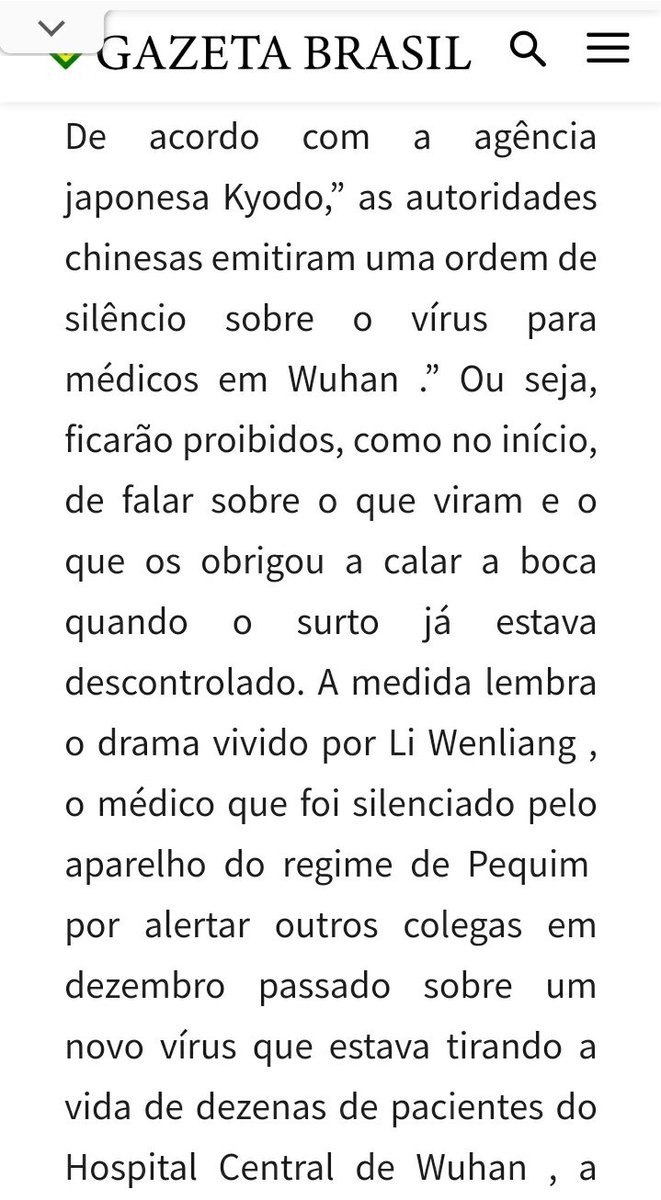 GAZETA BRASIL
De acordo com a agência
japonesa Kyodo,” as autoridades
chinesas emitiram uma ordem de
silêncio sobre o vírus para
médicos em Wuhan .” Ou seja,
ficarão proibidos, como no início,
de falar sobre o que viram e o
que os obrigou a calar a boca
quando o surto já estava
descontrolado. A medida lembra
o drama vivido por Li Wenliang ,
o médico que foi silenciado pelo
aparelho do regime de Pequim
por alertar outros colegas em
dezembro passado sobre um
novo vírus que estava tirando a
vida de dezenas de pacientes do
Hospital Central de Wuhan , a